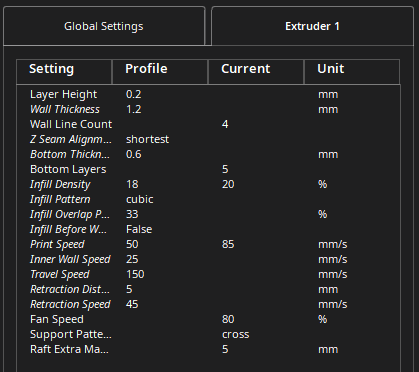 Global Settings Extruder 1
Setting Profile Current Unit
Layer Height 0.2 mm
Wall Thickness 1.2 mm
Wall Line Count 4
Z Seam Alignm... shortest
Bottom Thickn... 0.6 mm
Bottom Layers 5
Infill Density 18 20 %
Infill Pattern cubic
Infill Overlap P... 33 %
Infill Before W... False
Print Speed 50 85 mm/s
Inner Wall Speed 25 mm/s
Travel Speed 150 mm/s
Retraction Dist... 5 mm
Retraction Speed 45 mm/s
Fan Speed 80 %
Support Patte... cross
Raft Extra Ma... 5 mm